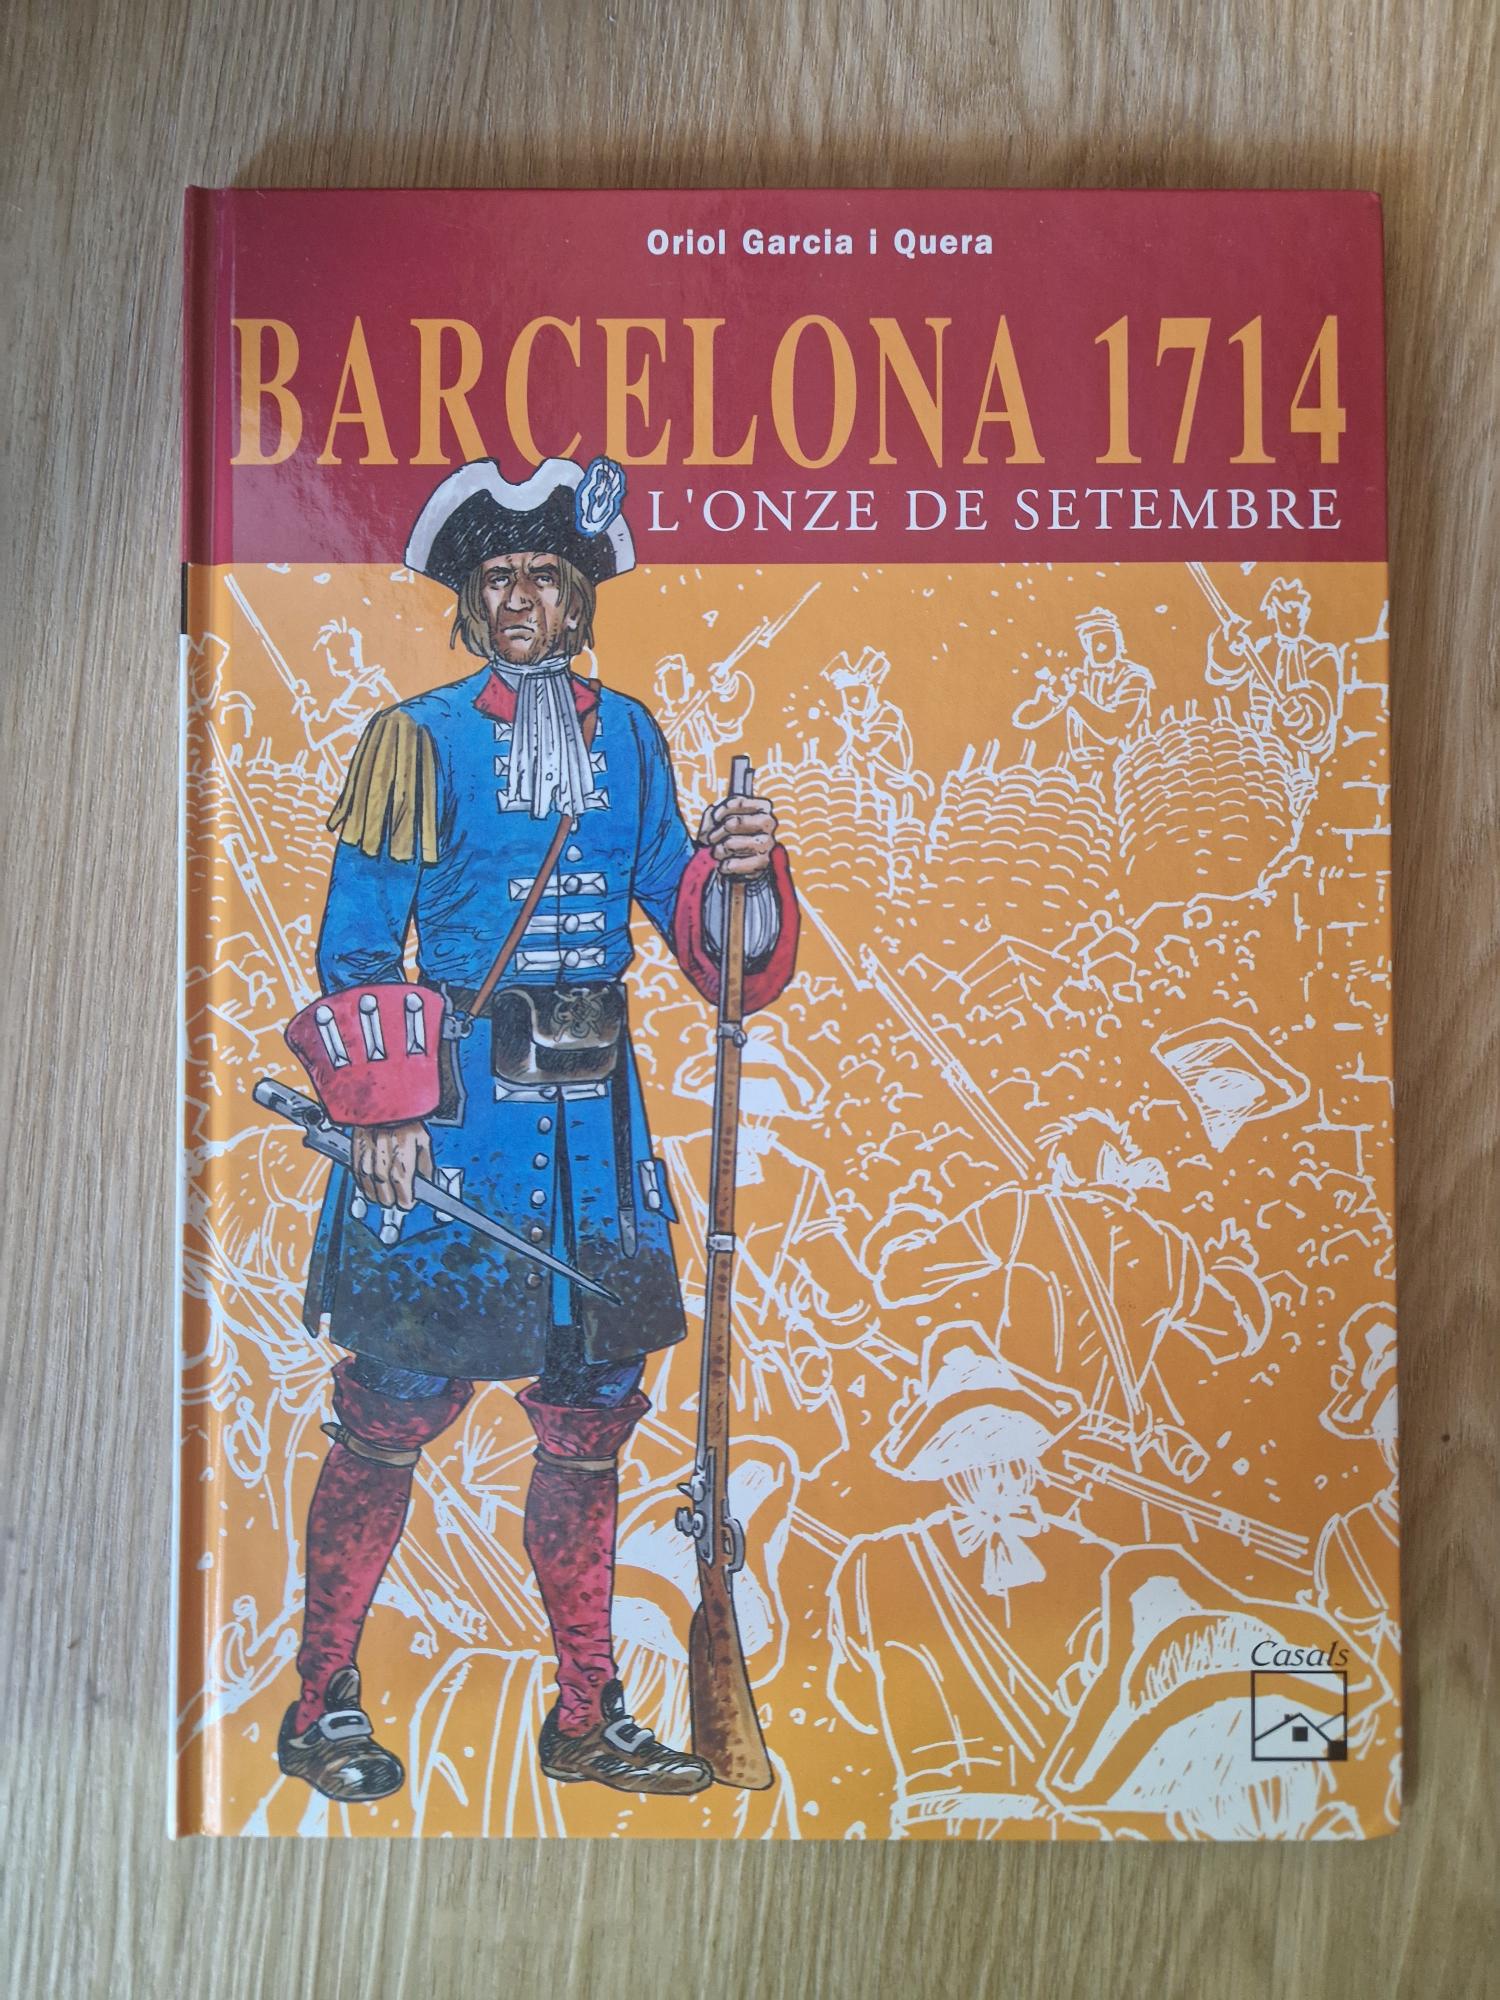 Oriol Garcia i Quera
BARCELONA 1714
L'ONZE DE SETEMBRE
Casals